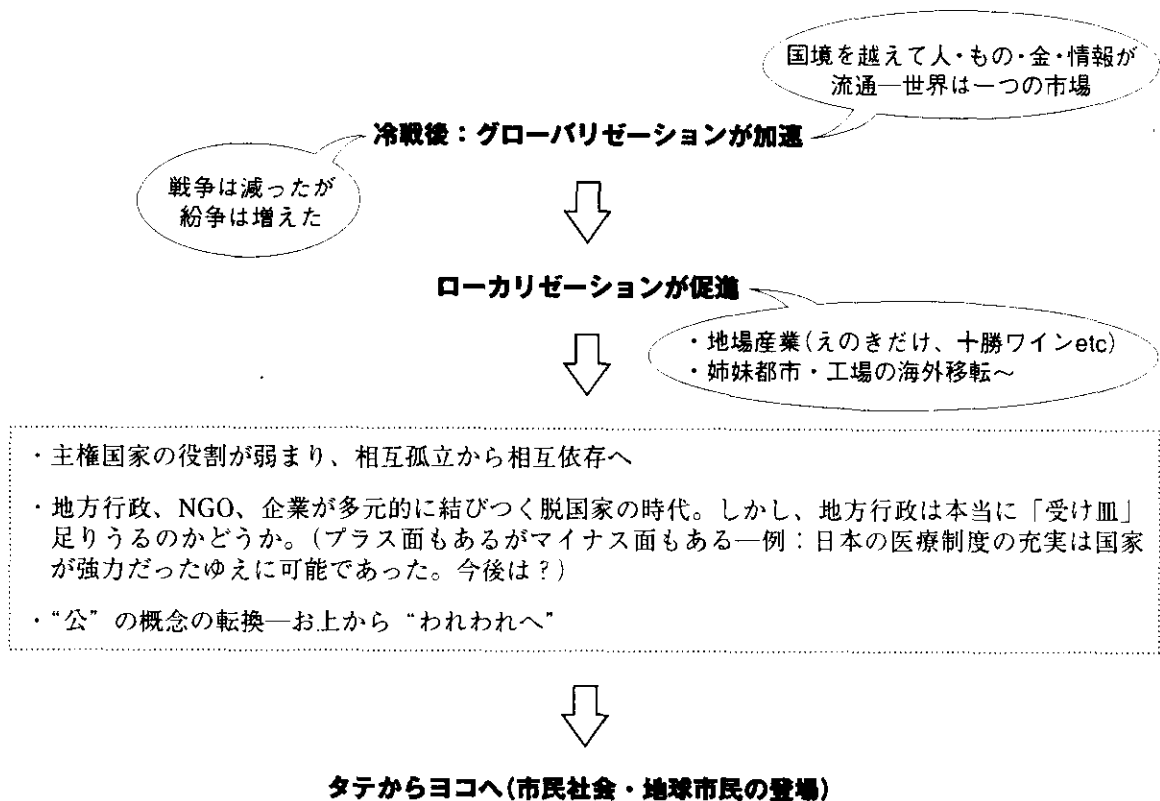 国境を越えて人・もの・金・情報が
流通―世界は一つの市場
冷戦後：グローバリゼーションが加速
戦争は減ったが
紛争は増えた
ローカリゼーションが促進
・地場産業(えのきだけ、十勝ワインetc)
・姉妹都市・工場の海外移転〜
・主権国家の役割が弱まり、相互孤立から相互依存へ
・地方行政、NGO、企業が多元的に結びつく脱国家の時代。しかし、地方行政は本当に「受け皿」
足りうるのかどうか。(プラス面もあるがマイナス面もある―例：日本の医療制度の充実は国家
が強力だったゆえに可能であった。今後は？)
・“公”の概念の転換―お上から“われわれへ”
タテからヨコへ(市民社会・地球市民の登場)